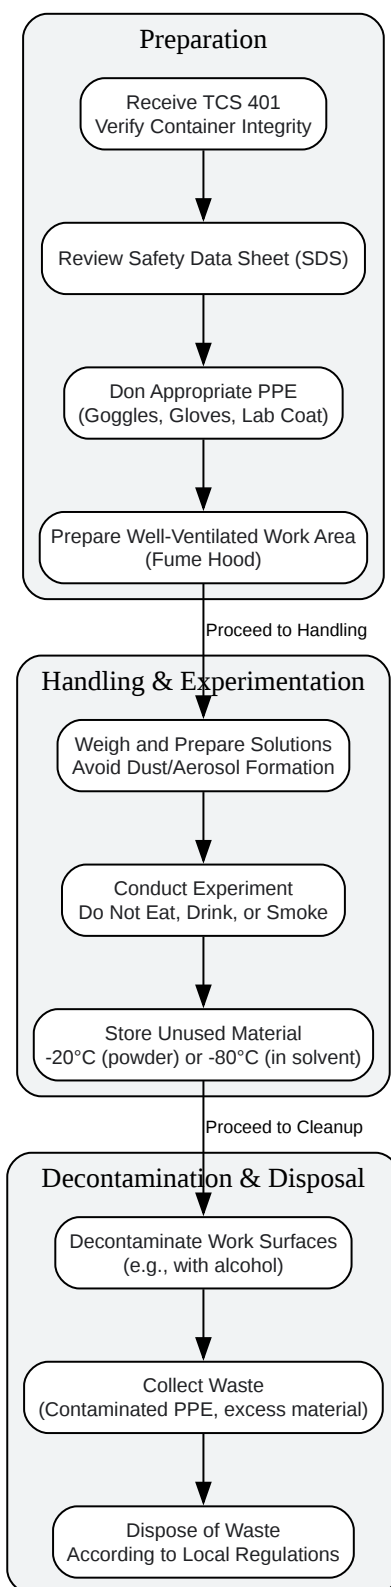 Preparation
Receive TCS 401
Verify Container Integrity
Review Safety Data Sheet (SDS)
Don Appropriate PPE
(Goggles, Gloves, Lab Coat)
Prepare Well-Ventilated Work Area
(Fume Hood)
Proceed to Handling
Handling & Experimentation
Weigh and Prepare Solutions
Avoid Dust/Aerosol Formation
Conduct Experiment
Do Not Eat, Drink, or Smoke
Store Unused Material
-20°C (powder) or -80°C (in solvent)
Proceed to Cleanup
Decontamination & Disposal
Decontaminate Work Surfaces
(e.g., with alcohol)
Collect Waste
(Contaminated PPE, excess material)
Dispose of Waste
According to Local Regulations